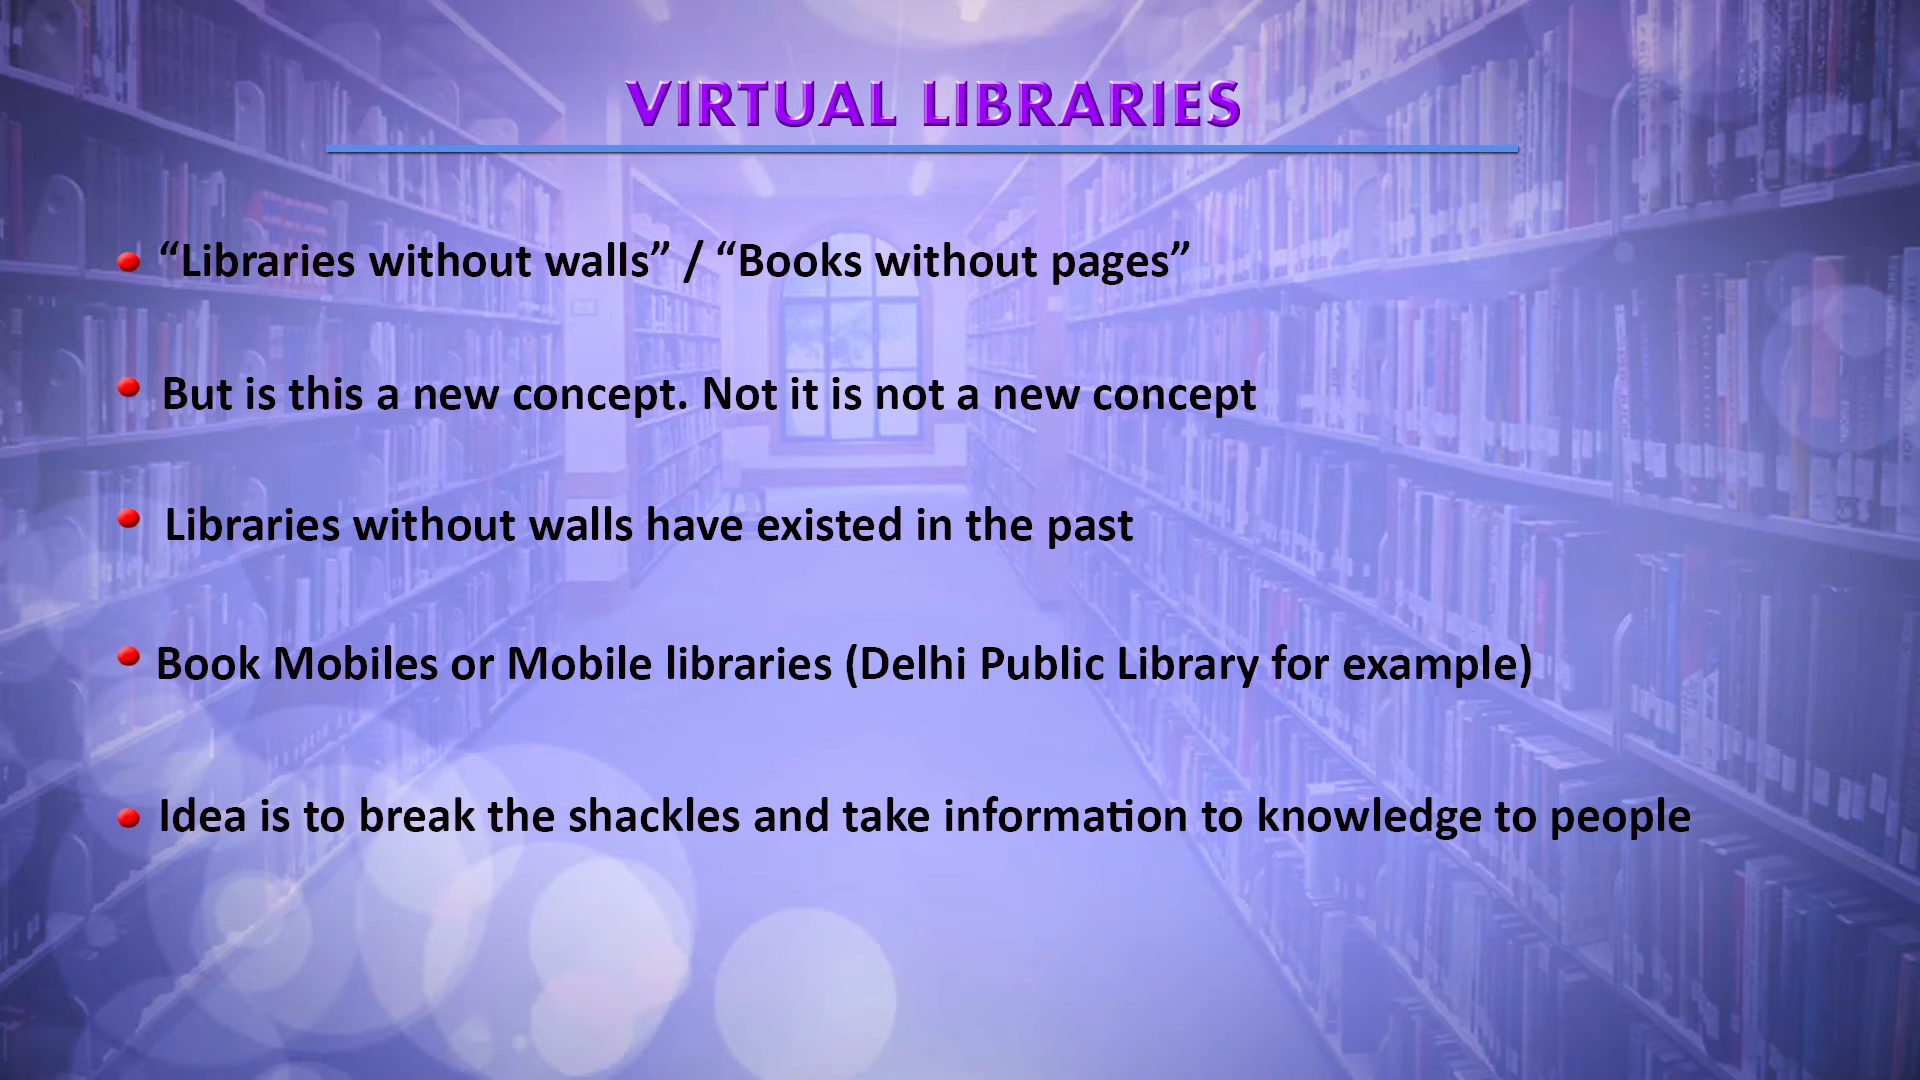 VIRTUAL LIBRARIES
“Libraries without walls” / “Books without pages”
But is this a new concept. Not it is not a new concept
Libraries without walls have existed in the past
Book Mobiles or Mobile libraries (Delhi Public Library for example)
Idea is to break the shackles and take information to knowledge to people